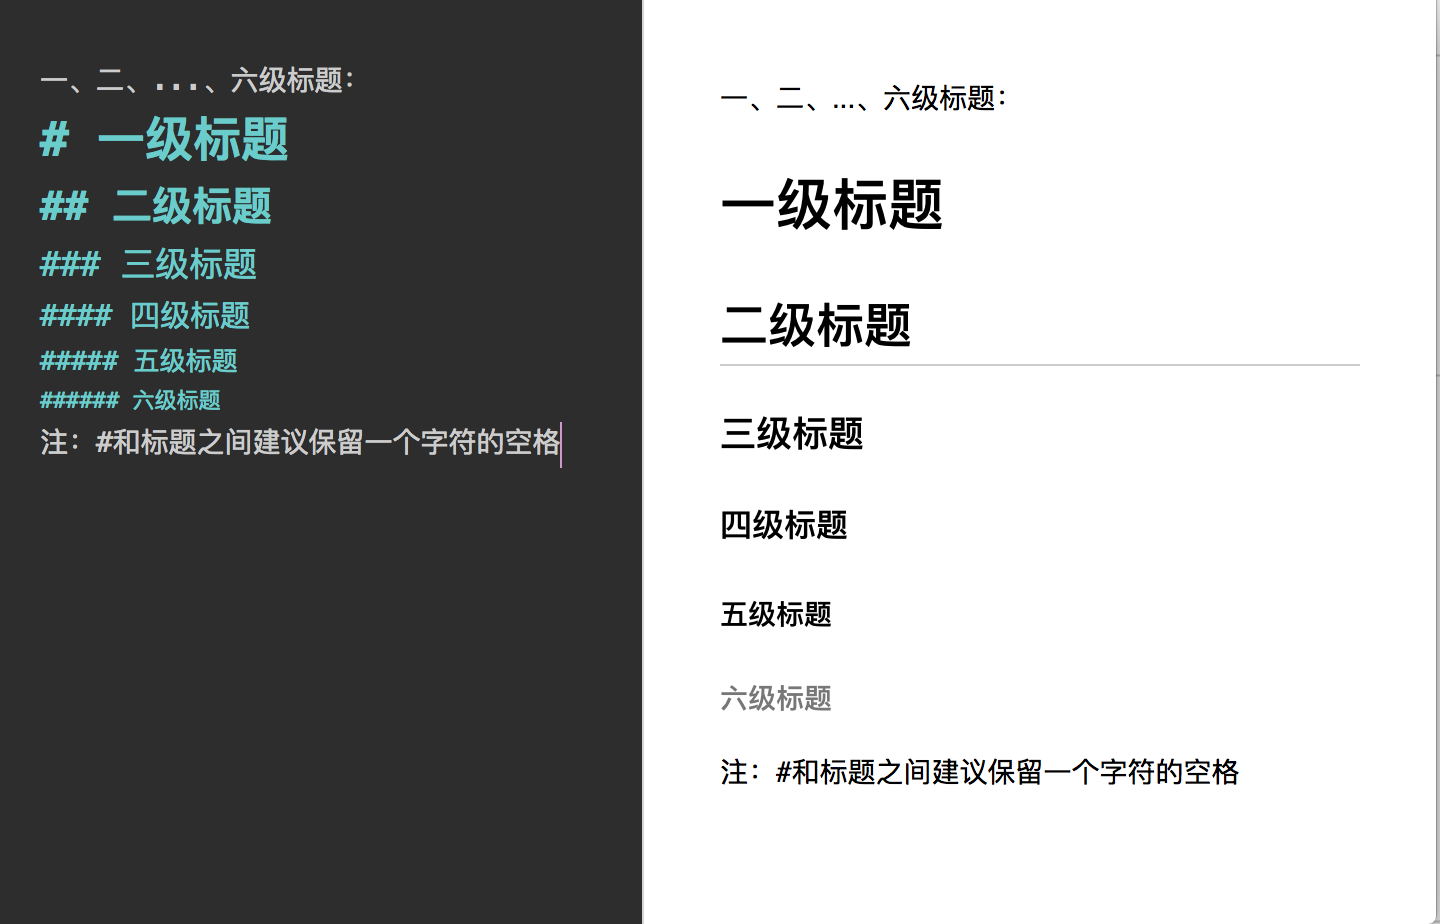 一、二、...、六级标题：
# 一级标题
## 二级标题
### 三级标题
#### 四级标题
##### 五级标题
###### 六级标题
注：#和标题之间建议保留一个字符的空格
一、二、...、六级标题：
一级标题
二级标题
三级标题
四级标题
五级标题
六级标题
注：#和标题之间建议保留一个字符的空格